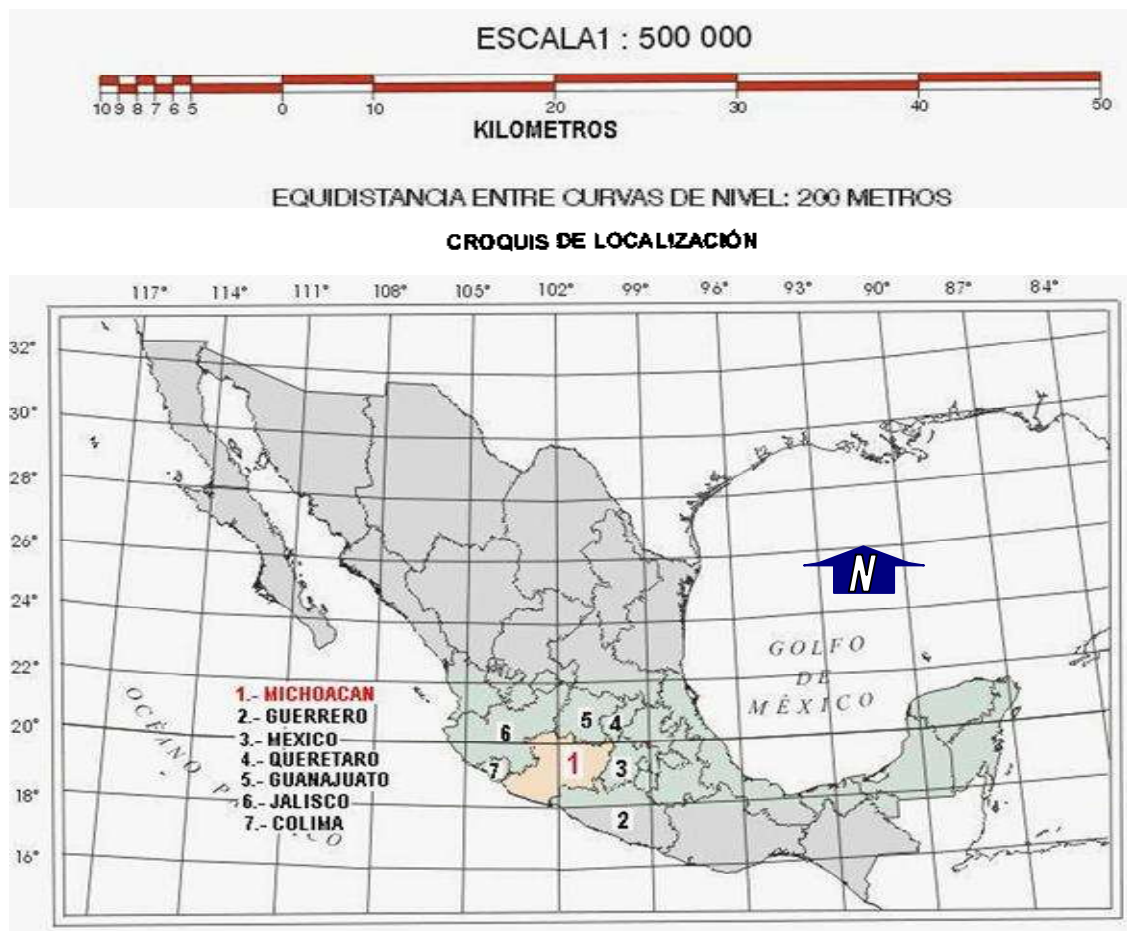 ESCALA1 : 500 000
10 9 8 7 6 5 0 10 20 30 40 50
KILOMETROS
EQUIDISTANCIA ENTRE CURVAS DE NIVEL: 200 METROS
CROQUIS DE LOCALIZACIÓN
117° 114° 111° 108° 105° 102° 99° 96° 93° 90° 87° 84°
32°
30°
28°
26°
24°
22°
20°
18°
16°
N
GOLFO
DE
MÉXICO
OCÉANO
1.- MICHOACAN
2.- GUERRERO
3.- MEXICO
4.- QUERETARO
5.- GUANAJUATO
6.- JALISCO
7.- COLIMA
5 4
6
1
7
3
2